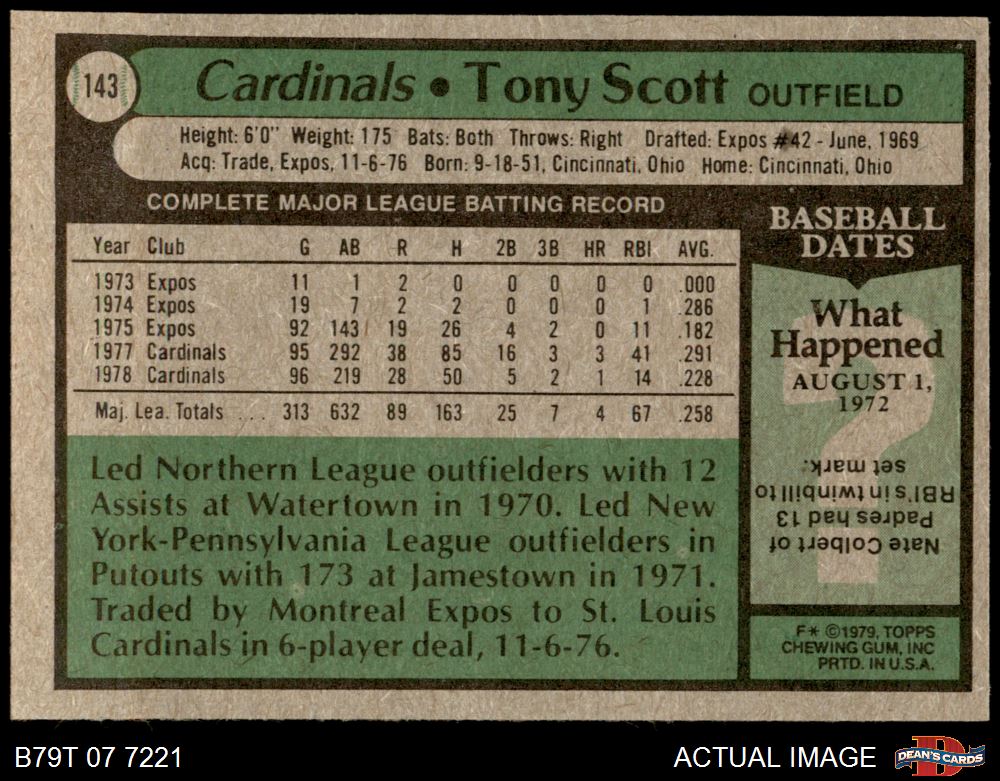 143
Cardinals • Tony Scott OUTFIELD
Height: 6'0" Weight: 175 Bats: Both Throws: Right Drafted: Expos #42 - June, 1969
Acq: Trade, Expos, 11-6-76 Born: 9-18-51, Cincinnati, Ohio Home: Cincinnati, Ohio
COMPLETE MAJOR LEAGUE BATTING RECORD
Year Club G AB R H 2B 3B HR RBI AVG.
1973 Expos 11 1 2 0 0 0 0 0 .000
1974 Expos 19 7 2 2 0 0 0 1 .286
1975 Expos 92 143 19 26 4 2 0 11 .182
1977 Cardinals 95 292 38 85 16 3 3 41 .291
1978 Cardinals 96 219 28 50 5 2 1 14 .228
Maj. Lea. Totals ... 313 632 89 163 25 7 4 67 .258
Led Northern League outfielders with 12
Assists at Watertown in 1970. Led New
York-Pennsylvania League outfielders in
Putouts with 173 at Jamestown in 1971.
Traded by Montreal Expos to St. Louis
Cardinals in 6-player deal, 11-6-76.
BASEBALL
DATES
What
Happened
AUGUST 1,
1972
?
Nate Colbert of
Padres had 13
RBI's in twinbill to
set mark.
F* ©1979, TOPPS
CHEWING GUM, INC
PRTD. IN U.S.A.
B79T 07 7221
ACTUAL IMAGE
D
DEAN'S CARDS